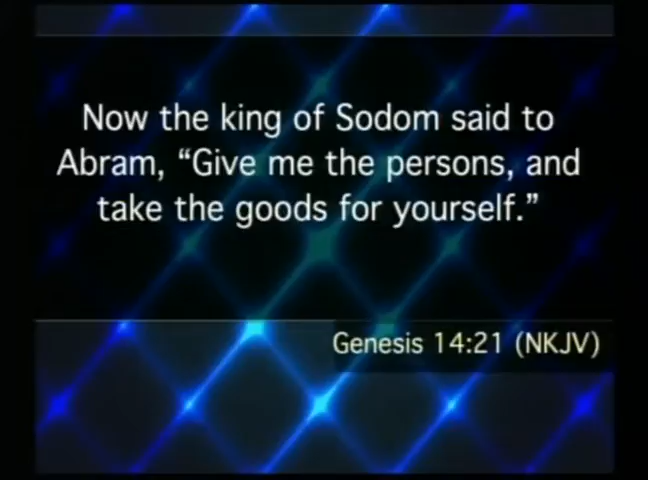 Now the king of Sodom said to
Abram, “Give me the persons, and
take the goods for yourself.”
Genesis 14:21 (NKJV)